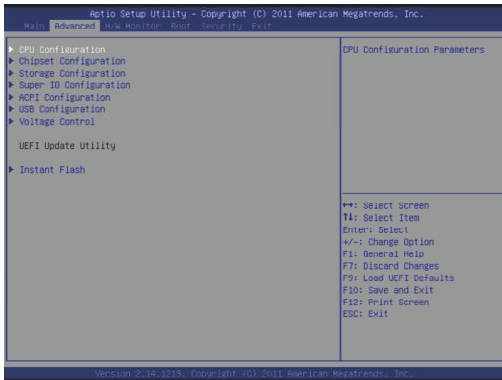 Aptio Setup Utility - Copyright (C) 2011 American Megatrends, Inc.
Main Advanced H/W Monitor Boot Security Exit
CPU Configuration
Chipset Configuration
Storage Configuration
Super IO Configuration
ACPI Configuration
USB Configuration
Voltage Control
UEFI Update Utility
Instant Flash
CPU Configuration Parameters
↔: Select Screen
↑↓: Select Item
Enter: Select
+/-: Change Option
F1: General Help
F7: Discard Changes
F9: Load UEFI Defaults
F10: Save and Exit
F12: Print Screen
ESC: Exit
Version 2.14.1219. Copyright (C) 2011 American Megatrends, Inc.